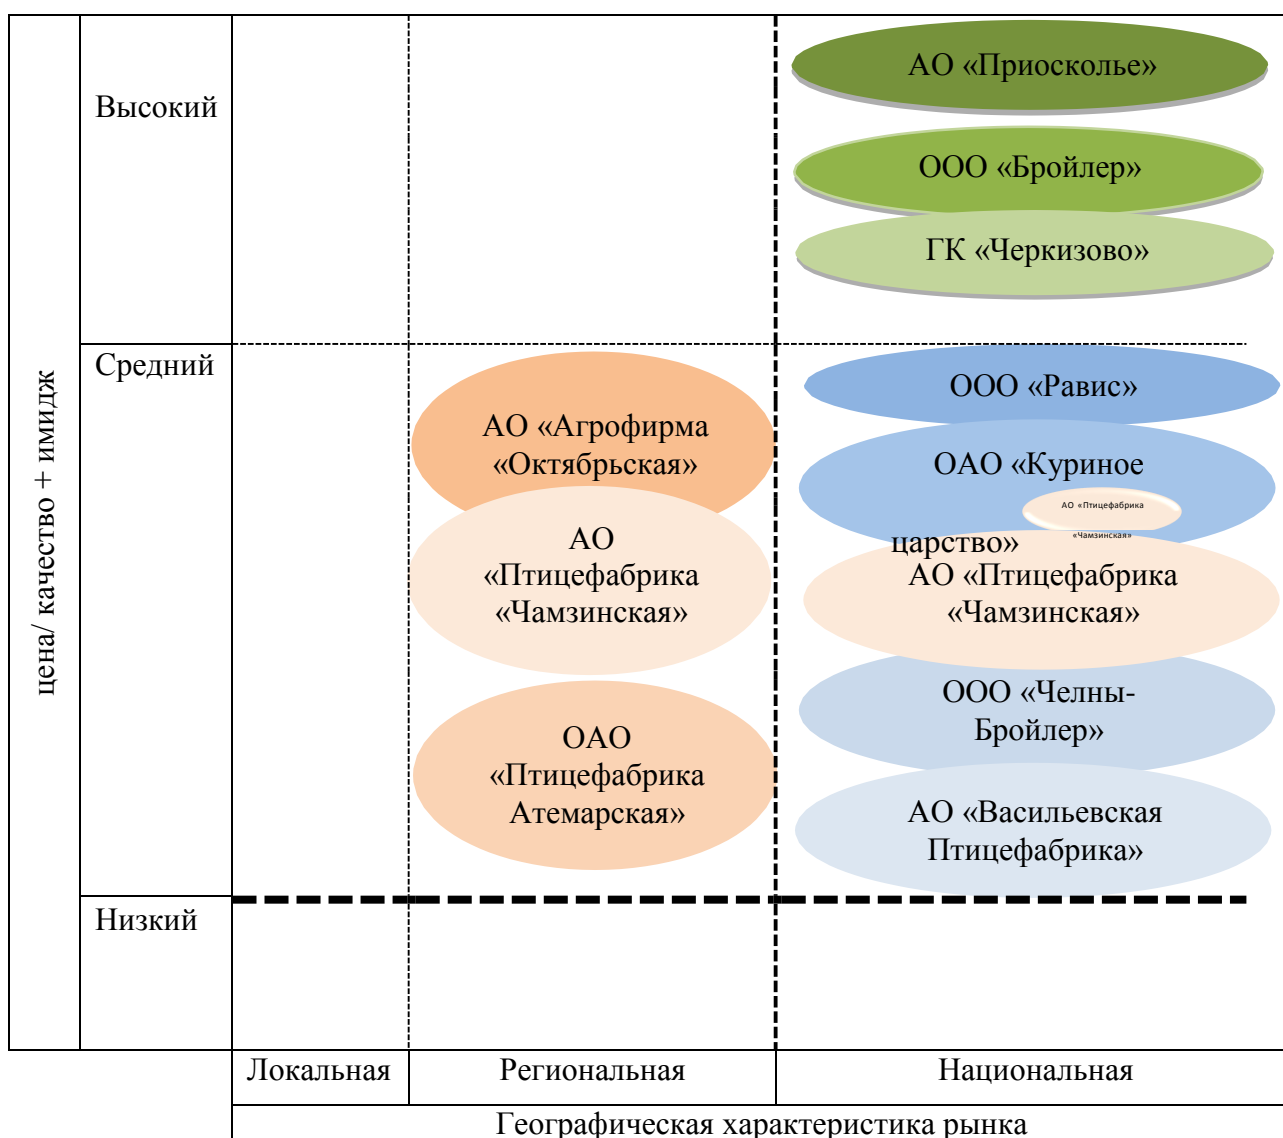 цена/ качество + имидж
Высокий
АО «Приосколье»
ООО «Бройлер»
ГК «Черкизово»
Средний
АО «Агрофирма
«Октябрьская»
АО
«Птицефабрика
«Чамзинская»
ОАО
«Птицефабрика
Атемарская»
ООО «Равис»
ОАО «Куриное
царство»
АО «Птицефабрика
«Чамзинская»
АО «Птицефабрика
«Чамзинская»
ООО «Челны-
Бройлер»
АО «Васильевская
Птицефабрика»
Низкий
Локальная
Региональная
Национальная
Географическая характеристика рынка